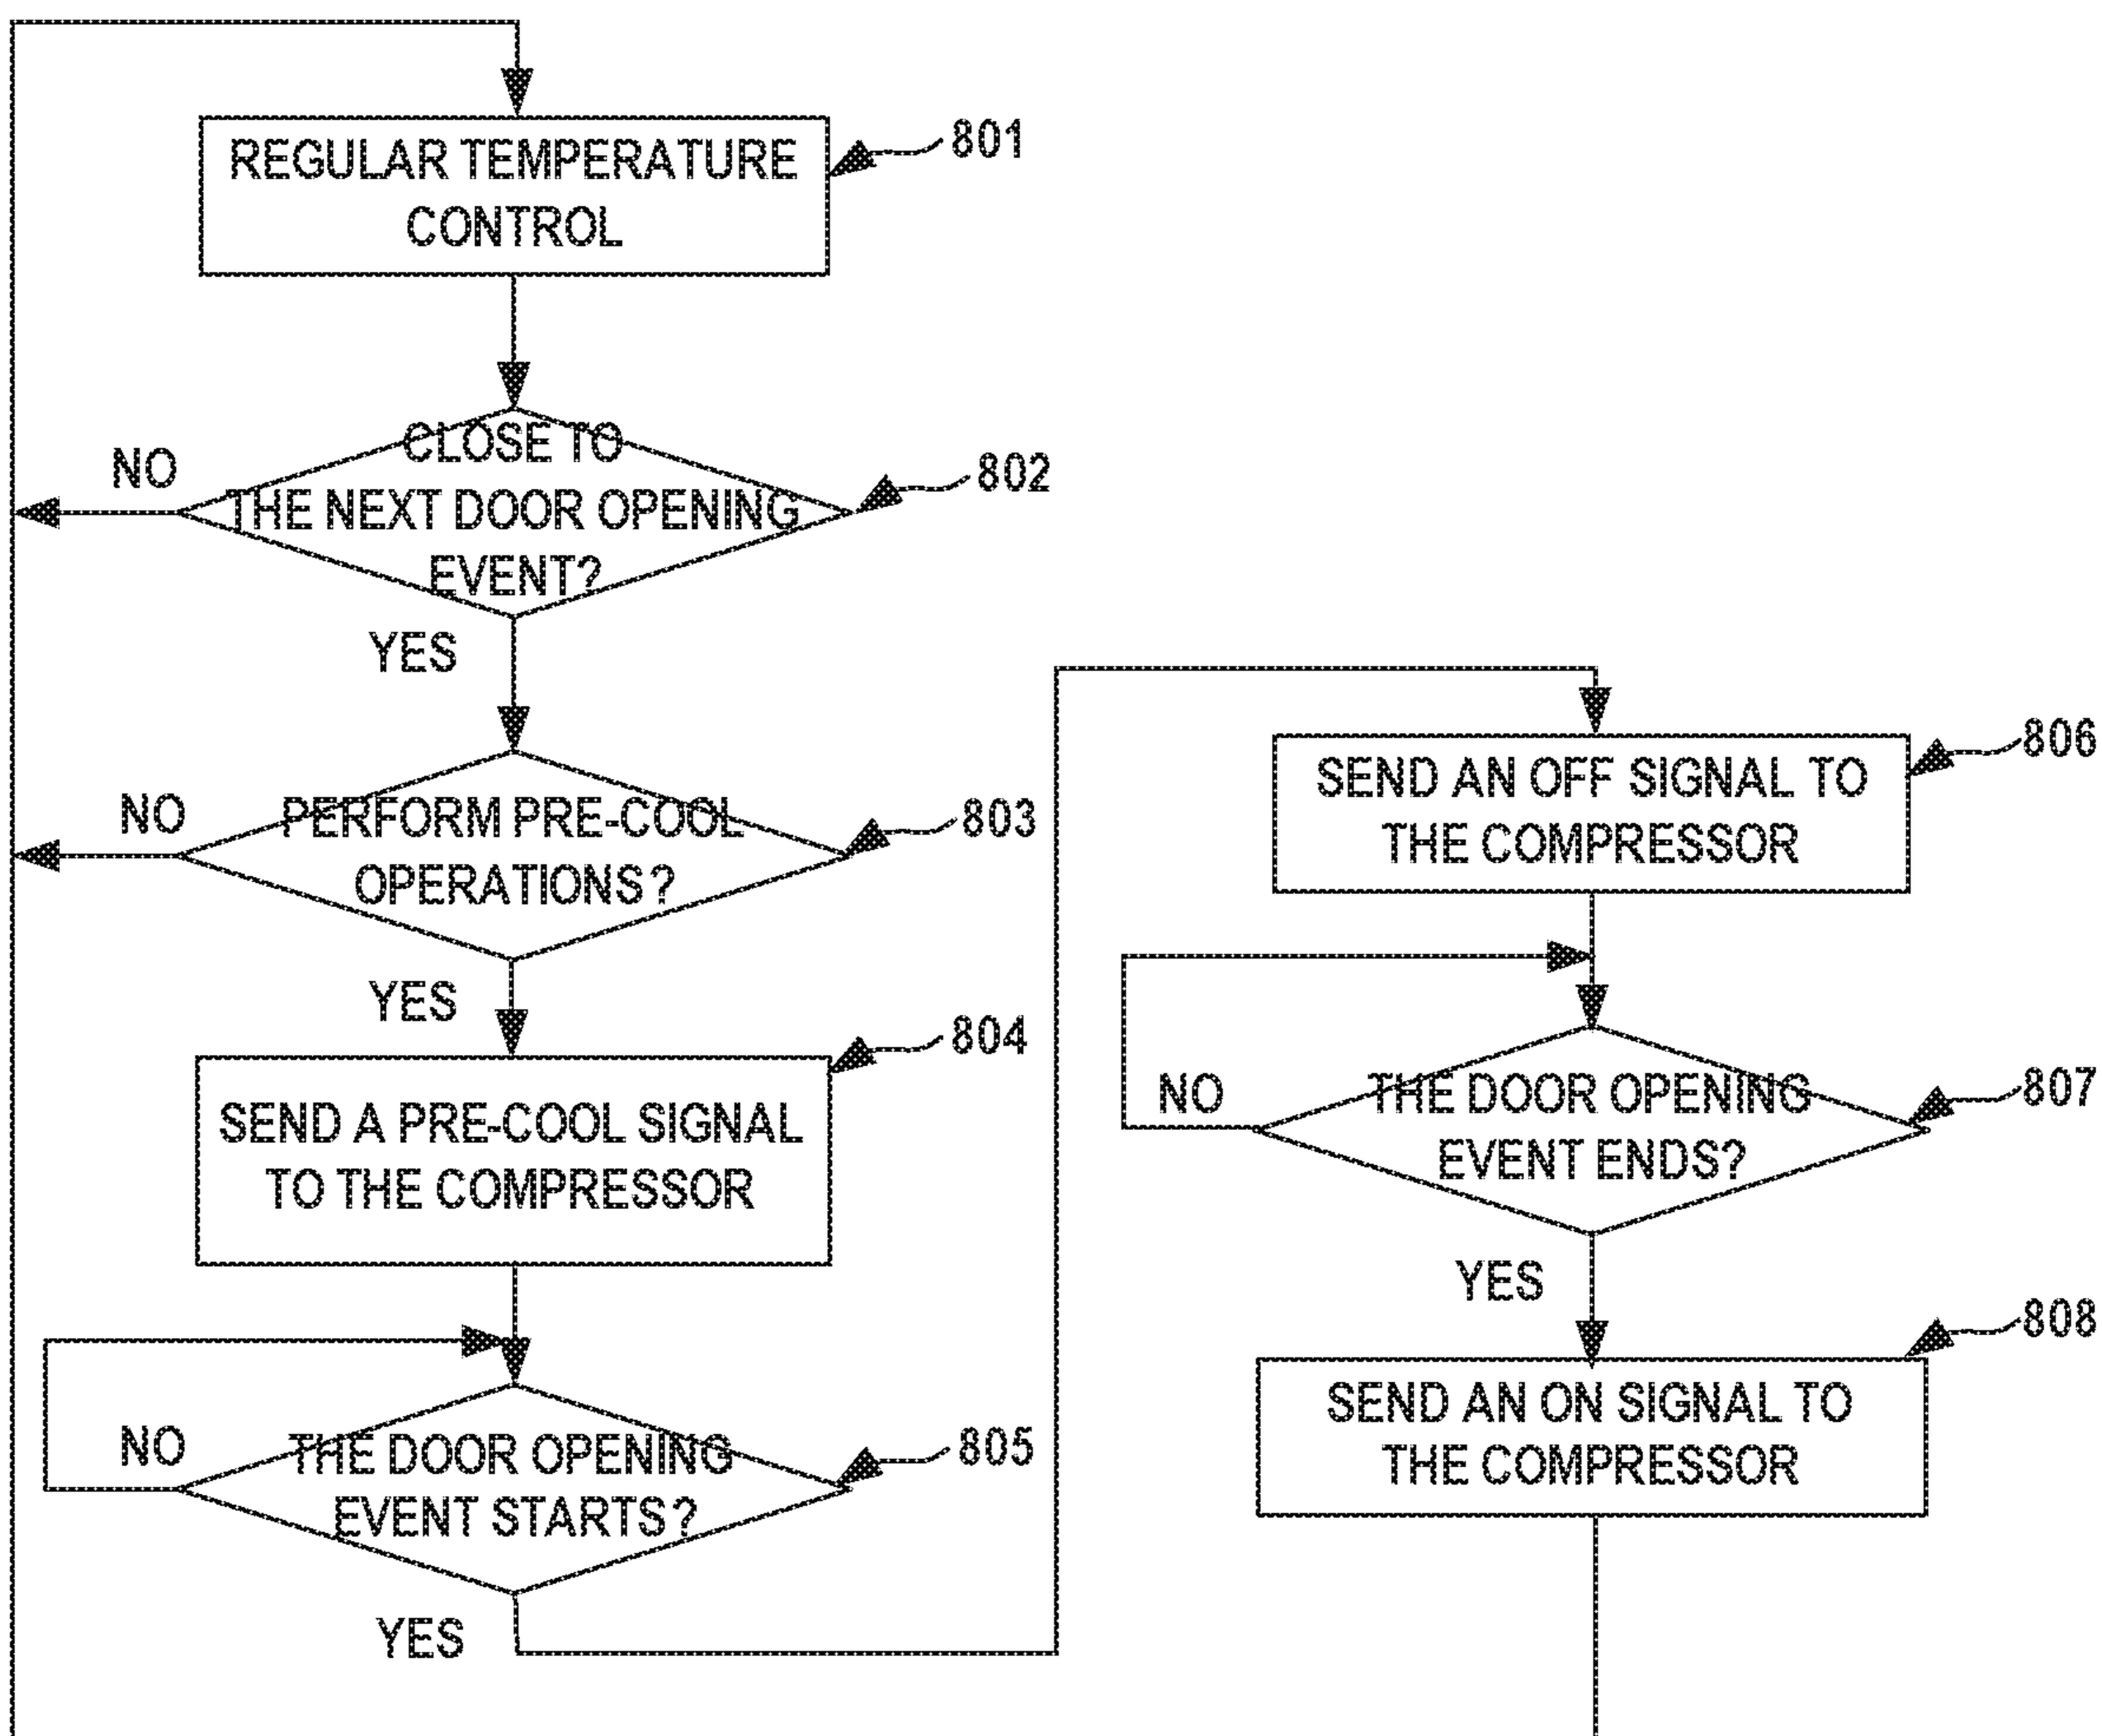 REGULAR TEMPERATURE
CONTROL
801
CLOSE TO
THE NEXT DOOR OPENING
EVENT?
802
NO
YES
PERFORM PRE-COOL
OPERATIONS?
803
NO
YES
SEND A PRE-COOL SIGNAL
TO THE COMPRESSOR
804
THE DOOR OPENING
EVENT STARTS?
805
NO
YES
SEND AN OFF SIGNAL TO
THE COMPRESSOR
806
THE DOOR OPENING
EVENT ENDS?
807
NO
YES
SEND AN ON SIGNAL TO
THE COMPRESSOR
808